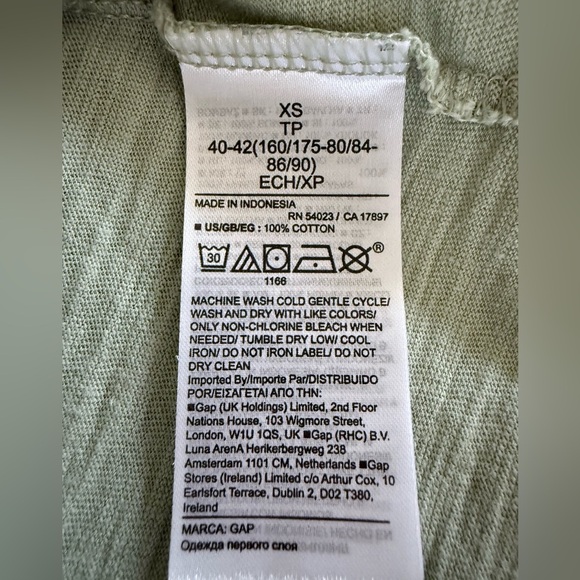 XS
TP
40-42(160/175-80/84-
86/90)
ECH/XP
MADE IN INDONESIA
RN 54023 / CA 17897
■ US/GB/EG : 100% COTTON
30
®
1166
MACHINE WASH COLD GENTLE CYCLE/
WASH AND DRY WITH LIKE COLORS/
ONLY NON-CHLORINE BLEACH WHEN
NEEDED/ TUMBLE DRY LOW/ COOL
IRON/ DO NOT IRON LABEL/ DO NOT
DRY CLEAN
Imported By/Importe Par/DISTRIBUIDO
POR/ΕΙΣΑΓΕΤΑΙ ΑΠΟ ΤΗΝ:
■Gap (UK Holdings) Limited, 2nd Floor
Nations House, 103 Wigmore Street,
London, W1U 1QS, UK ■Gap (RHC) B.V.
Luna ArenA Herikerbergweg 238
Amsterdam 1101 CM, Netherlands ■Gap
Stores (Ireland) Limited c/o Arthur Cox, 10
Earlsfort Terrace, Dublin 2, D02 T380,
Ireland
MARCA: GAP
Одежда первого слоя